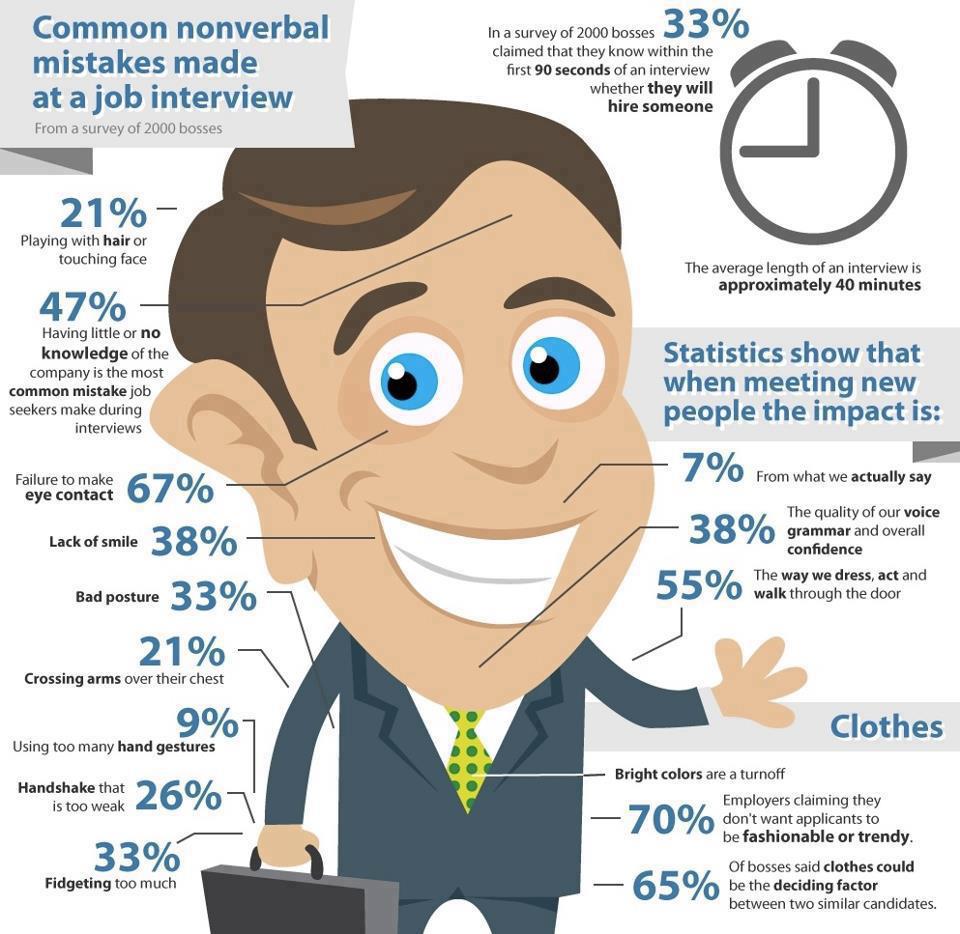 Common nonverbal
mistakes made
at a job interview
From a survey of 2000 bosses
In a survey of 2000 bosses 33%
claimed that they know within the
first 90 seconds of an interview
whether they will
hire someone
The average length of an interview is
approximately 40 minutes
21%
Playing with hair or
touching face
47%
Having little or no
knowledge of the
company is the most
common mistake job
seekers make during
interviews
Failure to make
eye contact 67%
Lack of smile 38%
Bad posture 33%
21%
Crossing arms over their chest
9%
Using too many hand gestures
Handshake that
is too weak 26%
33%
Fidgeting too much
Statistics show that
when meeting new
people the impact is:
7% From what we actually say
38% The quality of our voice
grammar and overall
confidence
55% The way we dress, act and
walk through the door
Clothes
Bright colors are a turnoff
70% Employers claiming they
don't want applicants to
be fashionable or trendy.
65% Of bosses said clothes could
be the deciding factor
between two similar candidates.